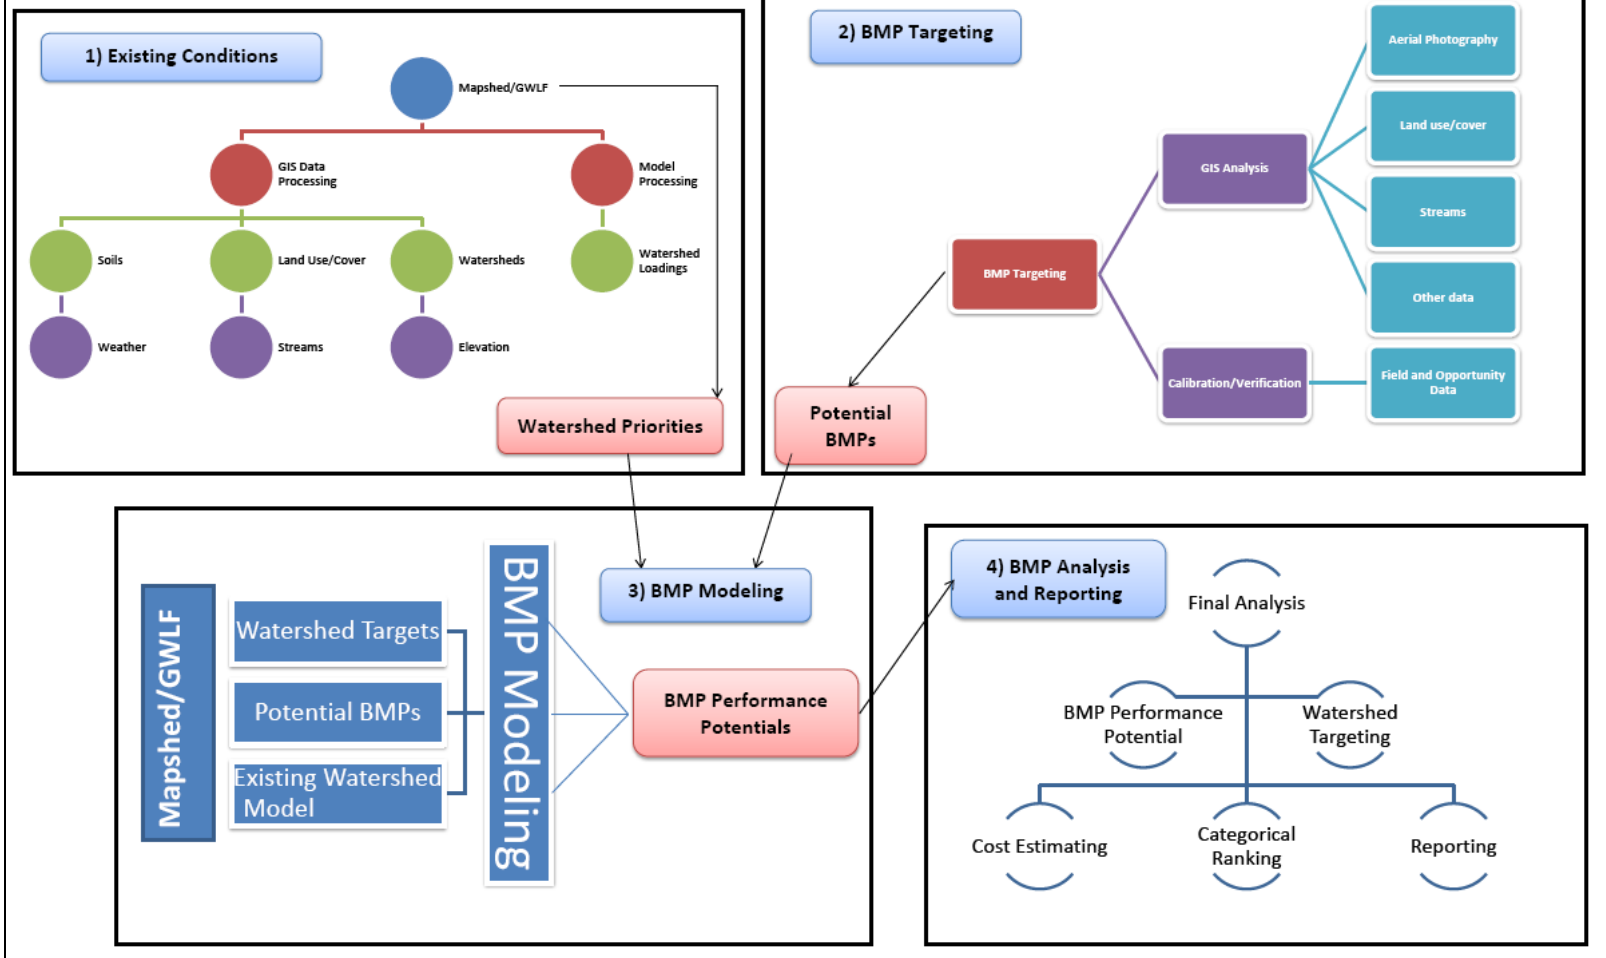 1) Existing Conditions
Mapshed/GWLF
GIS Data
Processing
Model
Processing
Soils
Land Use/Cover
Watersheds
Watershed
Loadings
Weather
Streams
Elevation
Watershed Priorities
2) BMP Targeting
Aerial Photography
Land use/cover
GIS Analysis
Streams
BMP Targeting
Other data
Calibration/Verification
Field and Opportunity
Data
Potential
BMPs
3) BMP Modeling
Mapshed/GWLF
Watershed Targets
Potential BMPs
Existing Watershed
Model
BMP Modeling
BMP Performance
Potentials
4) BMP Analysis
and Reporting
Final Analysis
BMP Performance
Potential
Watershed
Targeting
Cost Estimating
Categorical
Ranking
Reporting